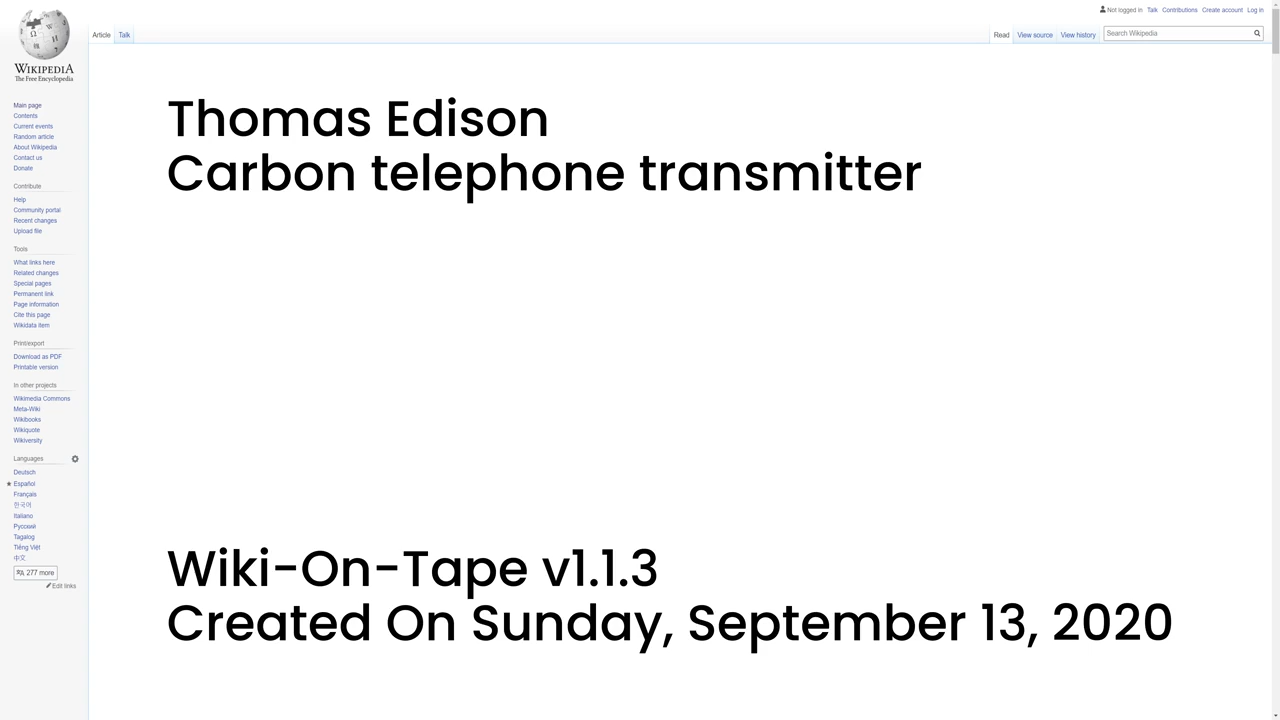 Not logged in Talk Contributions Create account Log in
Article Talk Read View source View history Search Wikipedia
WIKIPEDIA
The Free Encyclopedia
Main page
Contents
Current events
Random article
About Wikipedia
Contact us
Donate
Contribute
Help
Community portal
Recent changes
Upload file
Tools
What links here
Related changes
Special pages
Permanent link
Page information
Cite this page
Wikidata item
Print/export
Download as PDF
Printable version
In other projects
Wikimedia Commons
Meta-Wiki
Wikibooks
Wikiquote
Wikiversity
Languages
Deutsch
Español
Français
한국어
Italiano
Русский
Tagalog
Tiếng Việt
中文
277 more
Edit links
Thomas Edison
Carbon telephone transmitter
Wiki-On-Tape v1.1.3
Created On Sunday, September 13, 2020